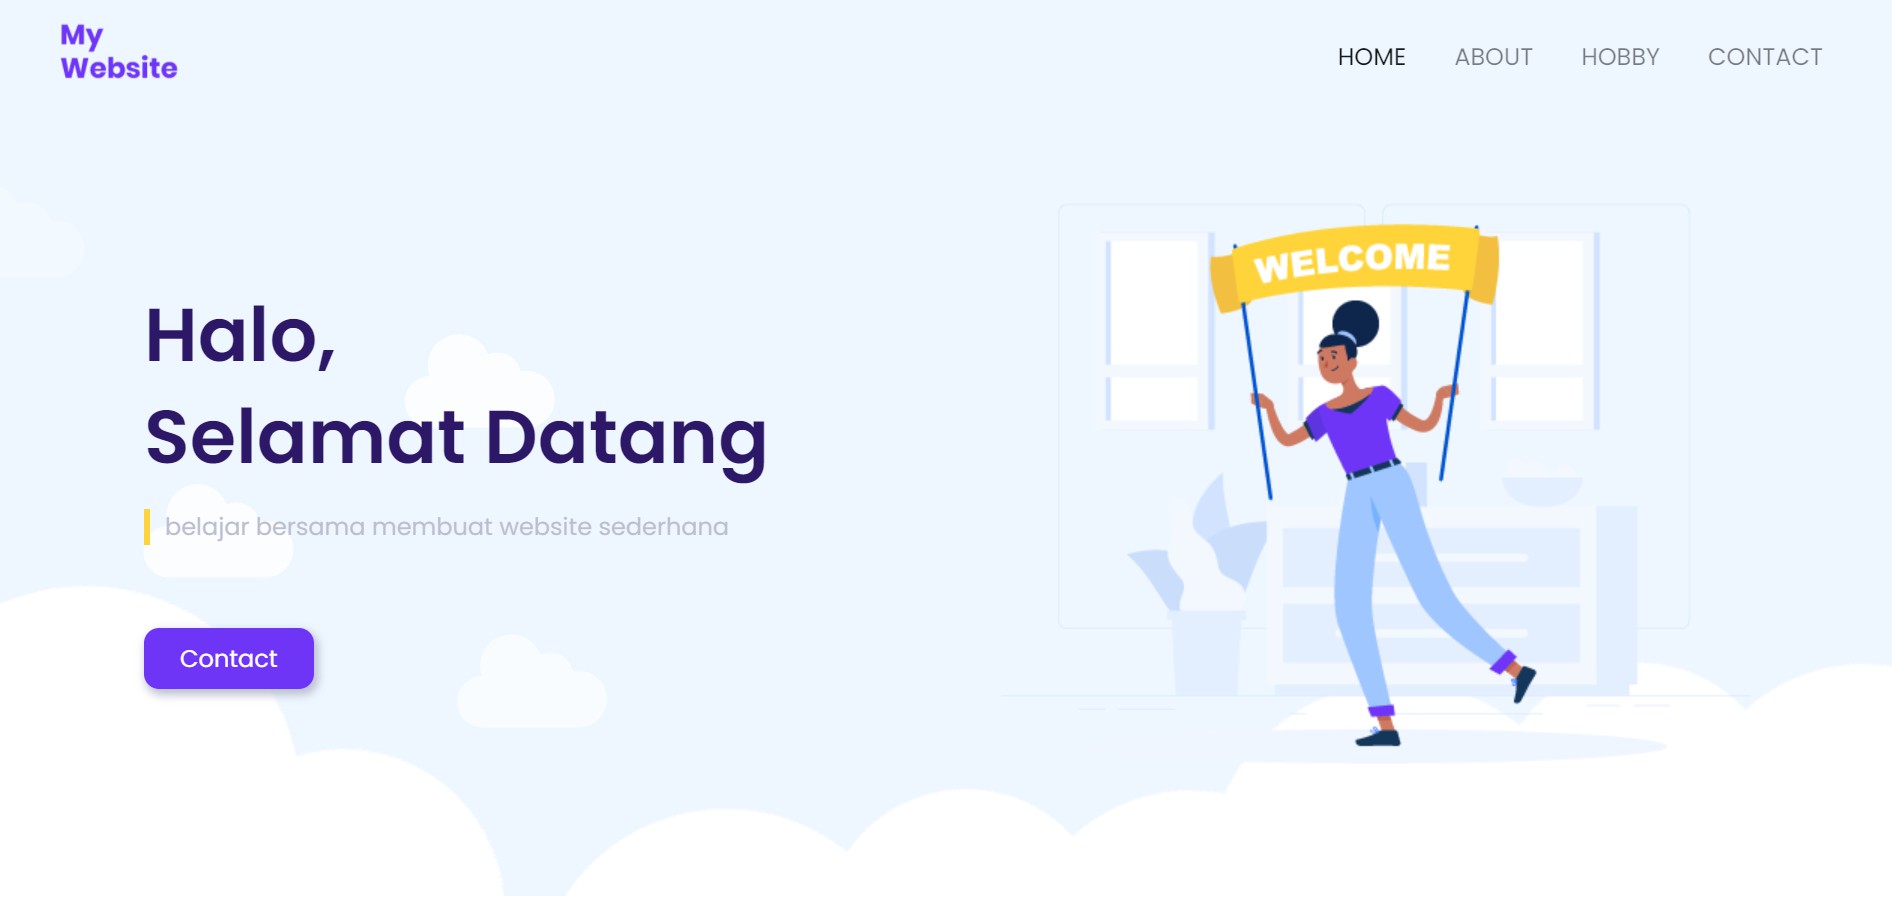 My
Website
HOME ABOUT HOBBY CONTACT
WELCOME
Halo,
Selamat Datang
belajar bersama membuat website sederhana
Contact